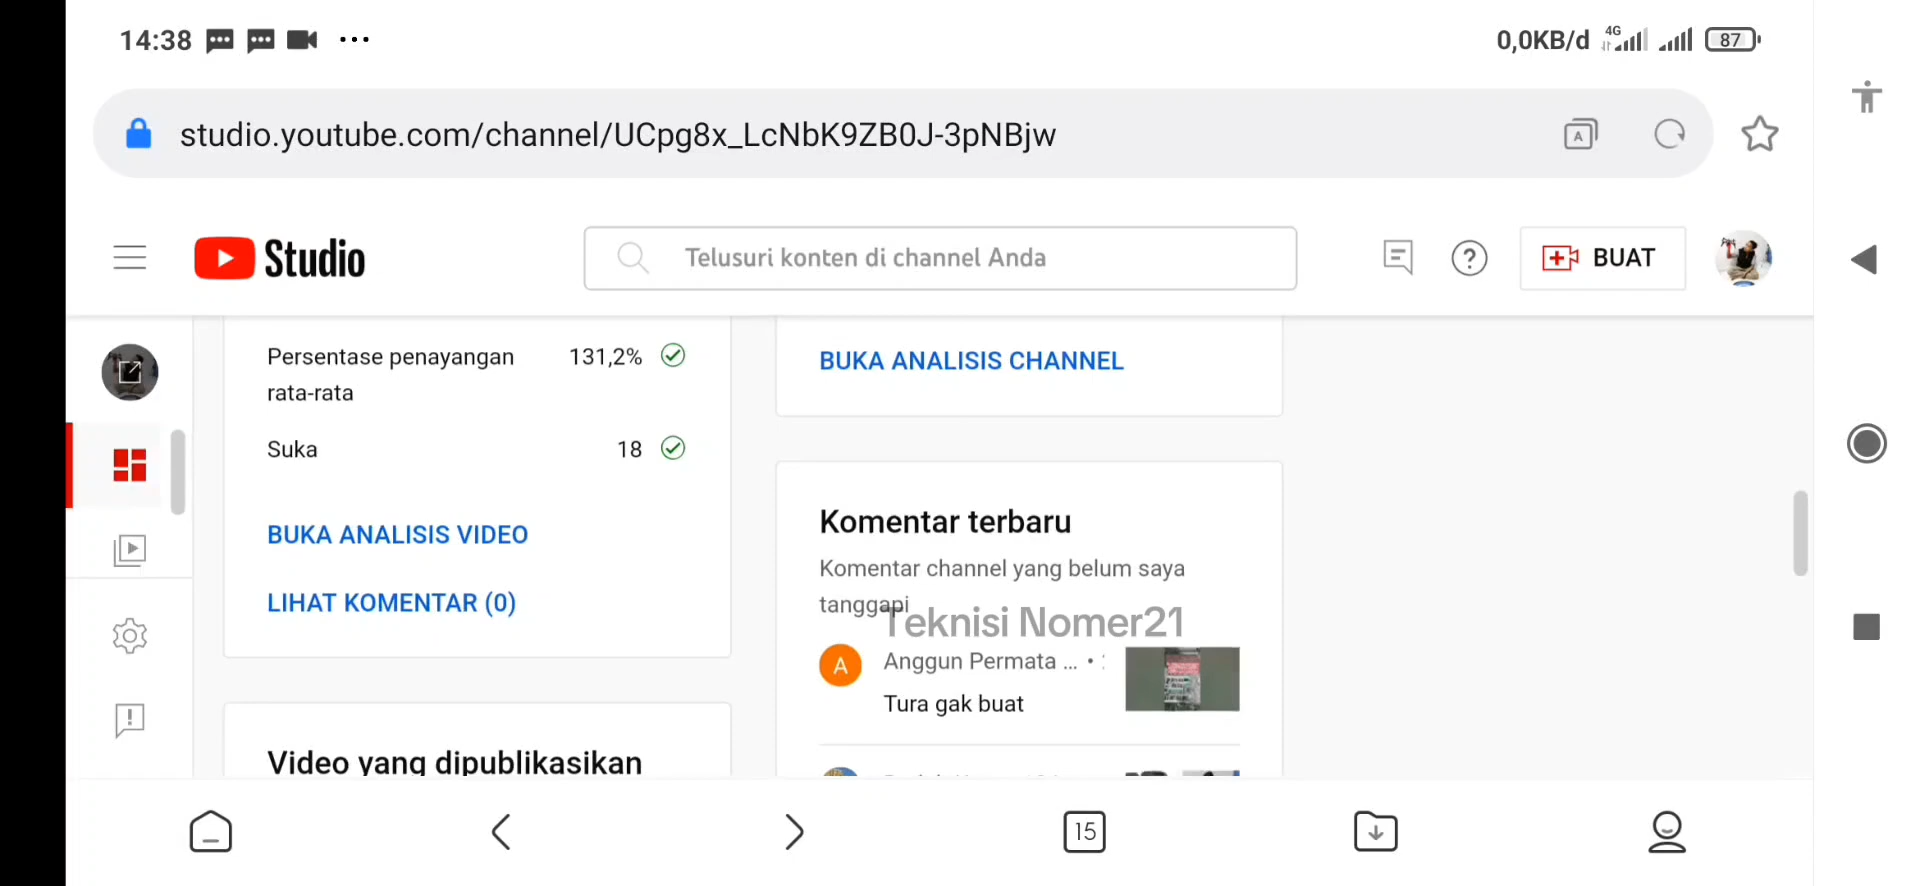 14:38
0,0KB/d 4G 87
studio.youtube.com/channel/UCpg8x_LcNbK9ZB0J-3pNBjw
A
Studio
Telusuri konten di channel Anda
? BUAT
Persentase penayangan
rata-rata
131,2%
Suka 18
BUKA ANALISIS VIDEO
LIHAT KOMENTAR (0)
Video yang dipublikasikan
BUKA ANALISIS CHANNEL
Komentar terbaru
Komentar channel yang belum saya
tanggapi
Teknisi Nomer21
A
Anggun Permata ... •
Tura gak buat
15